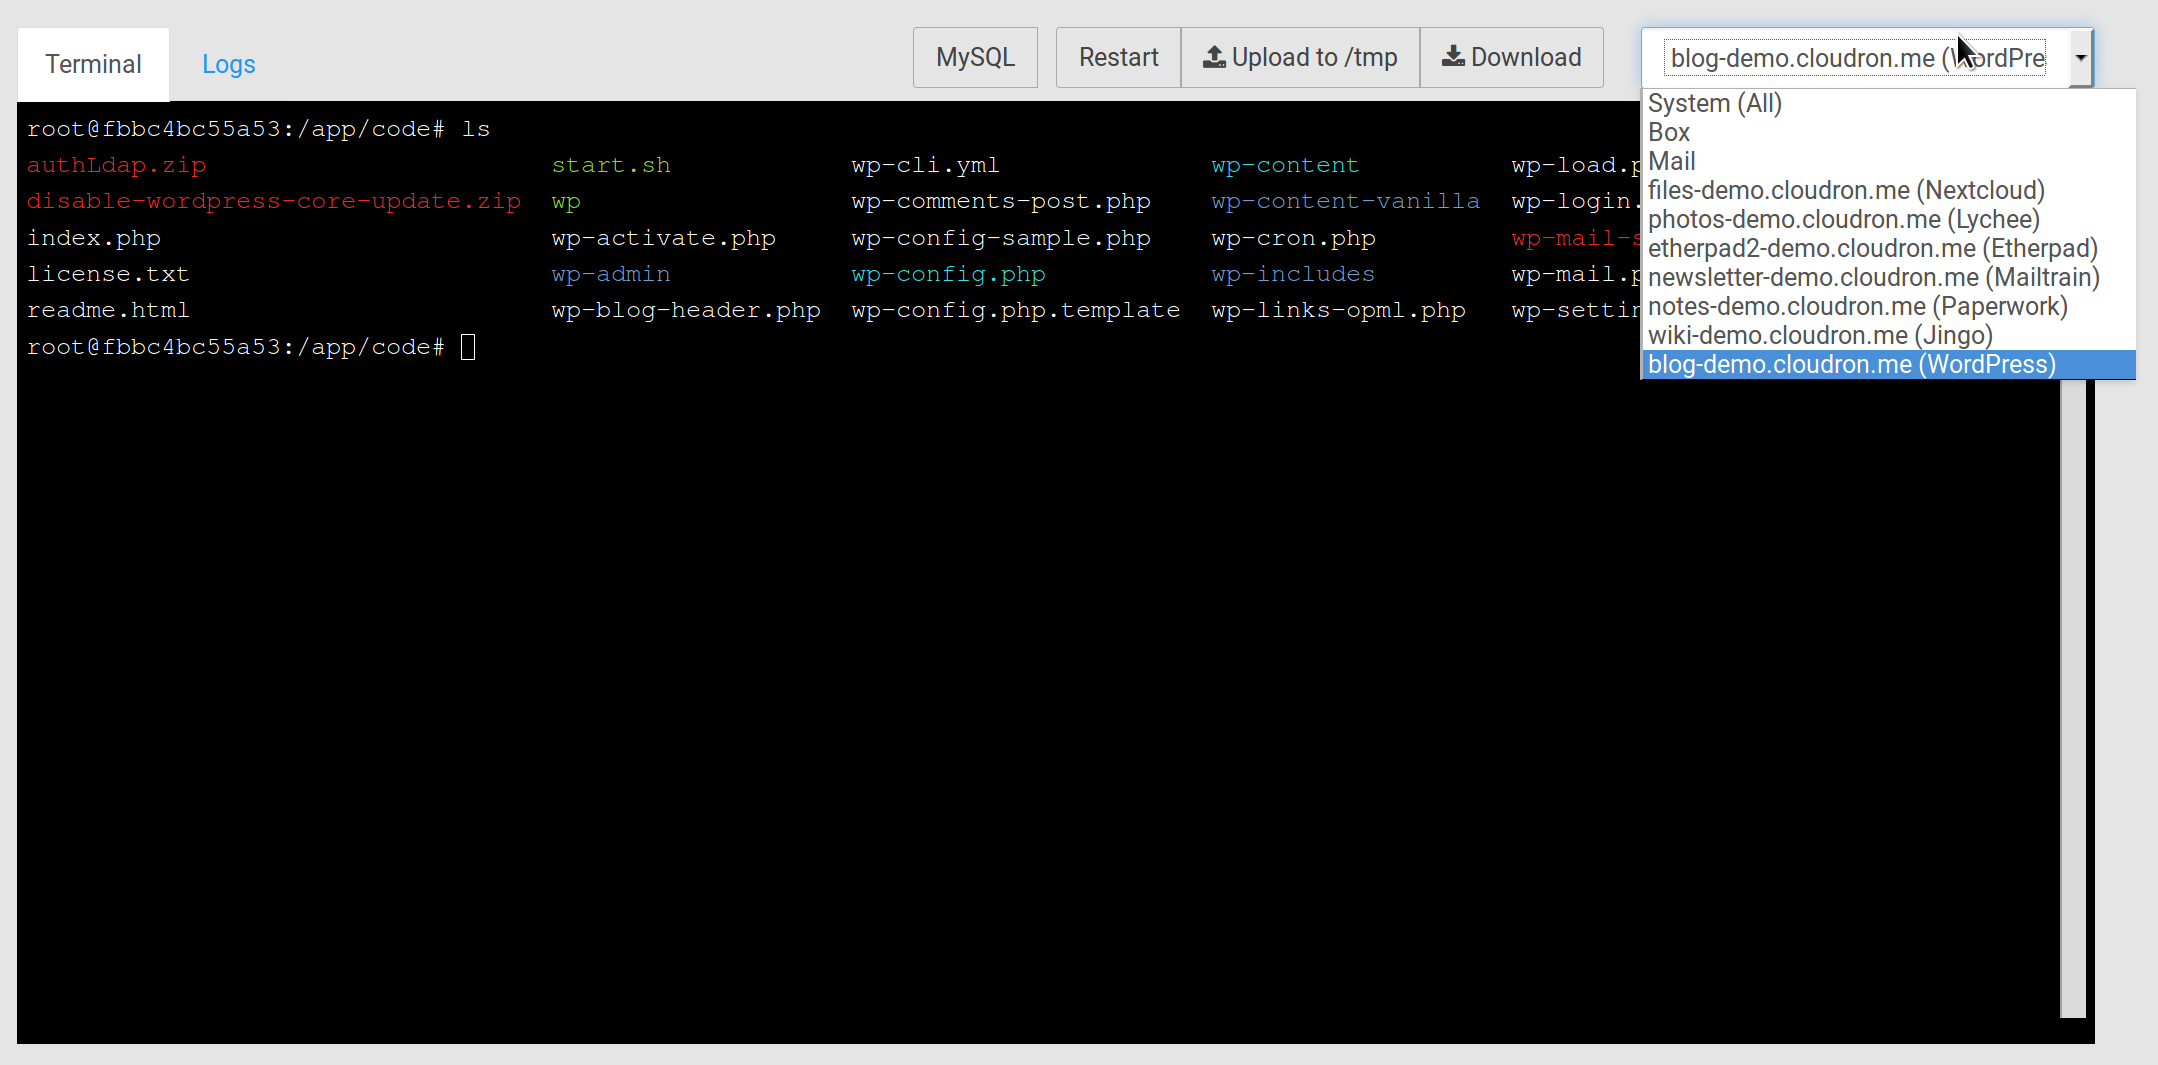 Terminal Logs MySQL Restart Upload to /tmp Download blog-demo.cloudron.me (WordPre
System (All)
Box
Mail
files-demo.cloudron.me (Nextcloud)
photos-demo.cloudron.me (Lychee)
etherpad2-demo.cloudron.me (Etherpad)
newsletter-demo.cloudron.me (Mailtrain)
notes-demo.cloudron.me (Paperwork)
wiki-demo.cloudron.me (Jingo)
blog-demo.cloudron.me (WordPress)
root@fbbc4bc55a53:/app/code# ls
authLdap.zip start.sh wp-cli.yml wp-content wp-load.p
disable-wordpress-core-update.zip wp wp-comments-post.php wp-content-vanilla wp-login.
index.php wp-activate.php wp-config-sample.php wp-cron.php wp-mail-s
license.txt wp-admin wp-config.php wp-includes wp-mail.p
readme.html wp-blog-header.php wp-config.php.template wp-links-opml.php wp-settin
root@fbbc4bc55a53:/app/code#